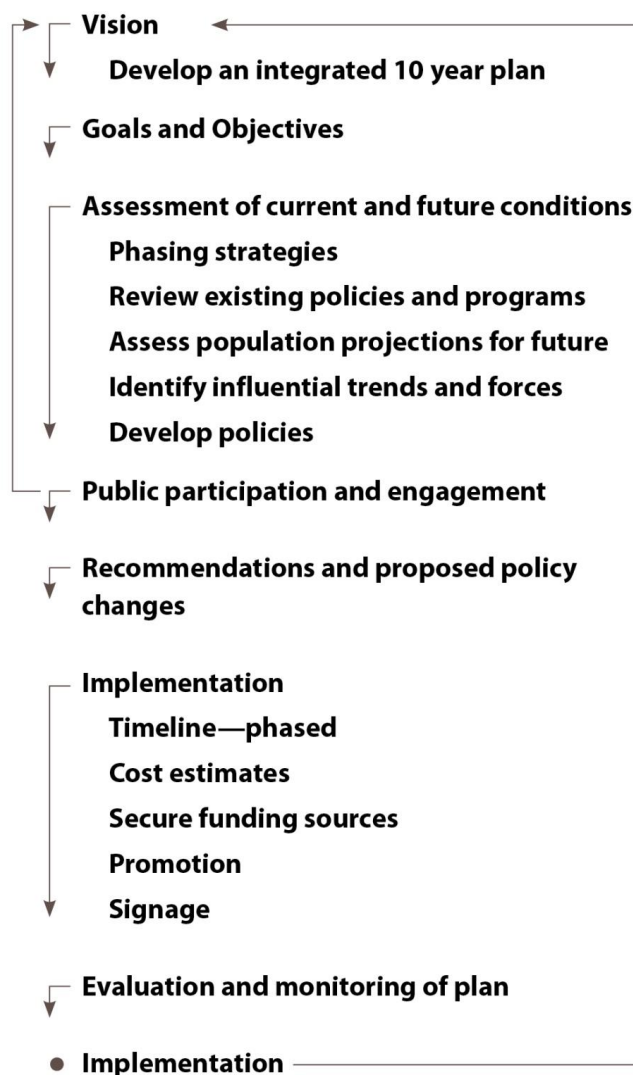 Vision
Develop an integrated 10 year plan
Goals and Objectives
Assessment of current and future conditions
Phasing strategies
Review existing policies and programs
Assess population projections for future
Identify influential trends and forces
Develop policies
Public participation and engagement
Recommendations and proposed policy
changes
Implementation
Timeline—phased
Cost estimates
Secure funding sources
Promotion
Signage
Evaluation and monitoring of plan
Implementation